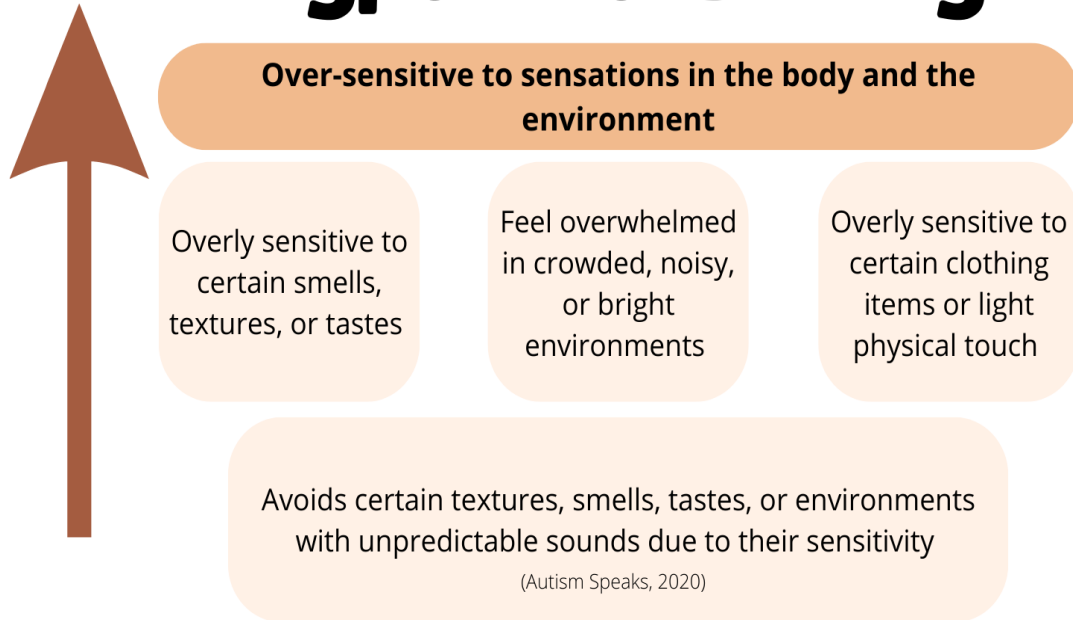 Over-sensitive to sensations in the body and the
environment
Overly sensitive to
certain smells,
textures, or tastes
Feel overwhelmed
in crowded, noisy,
or bright
environments
Overly sensitive to
certain clothing
items or light
physical touch
Avoids certain textures, smells, tastes, or environments
with unpredictable sounds due to their sensitivity
(Autism Speaks, 2020)